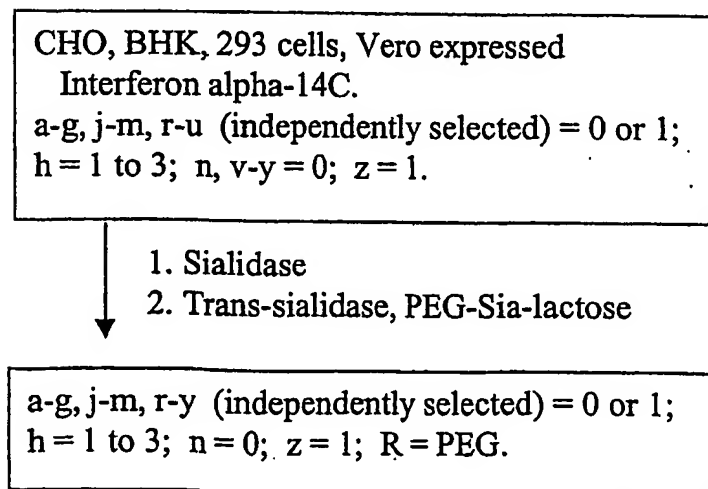 CHO, BHK, 293 cells, Vero expressed
Interferon alpha-14C.
a-g, j-m, r-u (independently selected) = 0 or 1;
h = 1 to 3; n, v-y = 0; z = 1.
1. Sialidase
2. Trans-sialidase, PEG-Sia-lactose
a-g, j-m, r-y (independently selected) = 0 or 1;
h = 1 to 3; n = 0; z = 1; R = PEG.